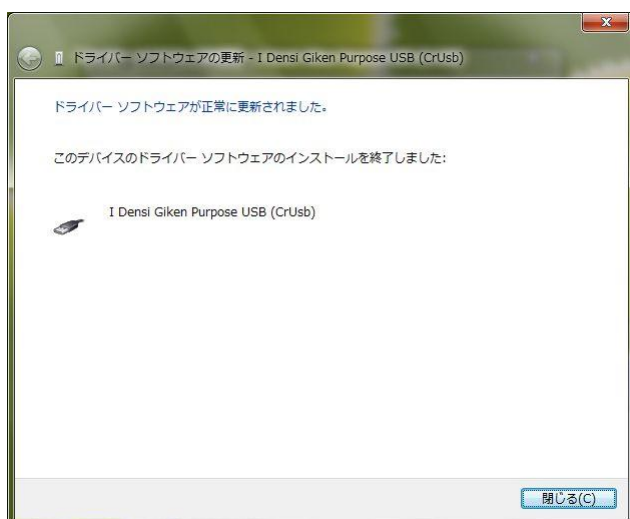 ドライバー ソフトウェアの更新 - I Densi Giken Purpose USB (CrUsb)
ドライバー ソフトウェアが正常に更新されました。
このデバイスのドライバー ソフトウェアのインストールを終了しました:
I Densi Giken Purpose USB (CrUsb)
閉じる(C)